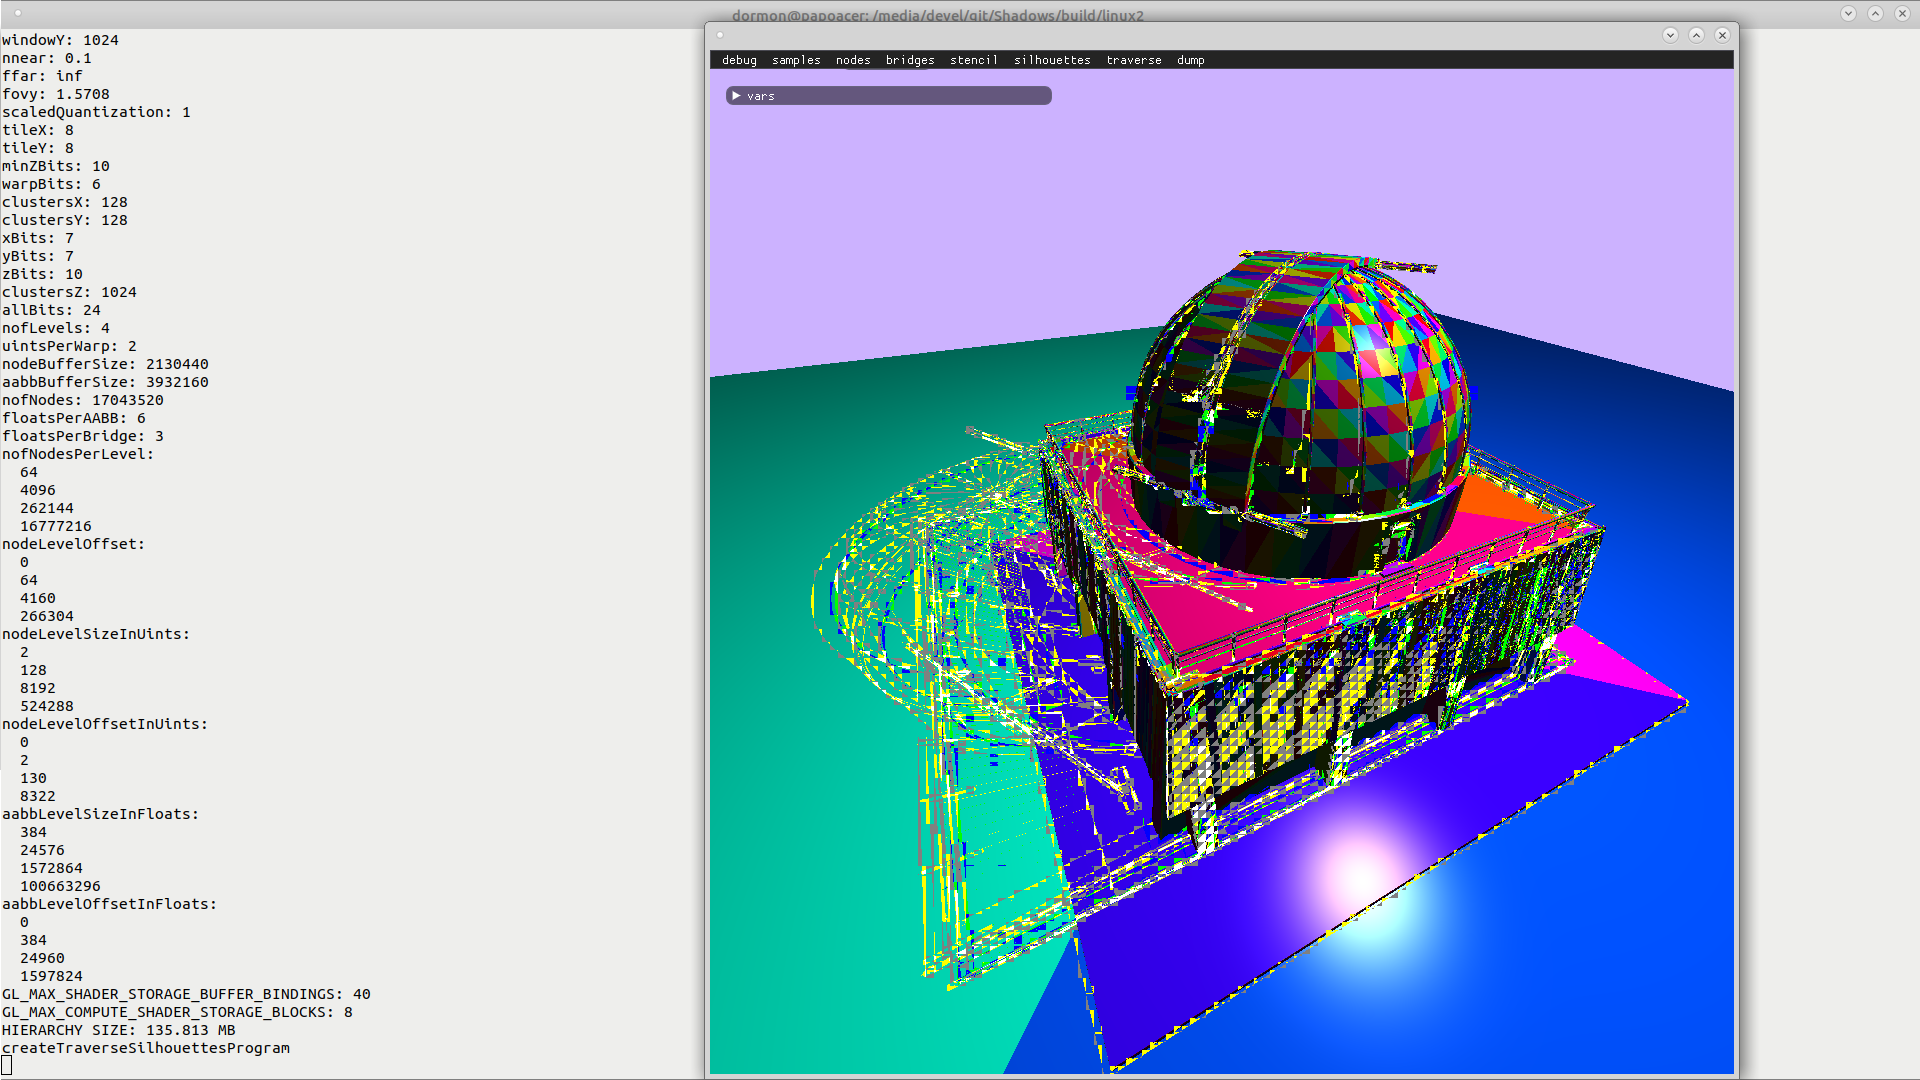 dormon@papoacer: /media/devel/git/Shadows/build/linux2
windowY: 1024
nnear: 0.1
ffar: inf
fovy: 1.5708
scaledQuantization: 1
tileX: 8
tileY: 8
minZBits: 10
warpBits: 6
clustersX: 128
clustersY: 128
xBits: 7
yBits: 7
zBits: 10
clustersZ: 1024
allBits: 24
nofLevels: 4
uintsPerWarp: 2
nodeBufferSize: 2130440
aabbBufferSize: 3932160
nofNodes: 17043520
floatsPerAABB: 6
floatsPerBridge: 3
nofNodesPerLevel:
64
4096
262144
16777216
nodeLevelOffset:
0
64
4160
266304
nodeLevelSizeInUints:
2
128
8192
524288
nodeLevelOffsetInUints:
0
2
130
8322
aabbLevelSizeInFloats:
384
24576
1572864
100663296
aabbLevelOffsetInFloats:
0
384
24960
1597824
GL_MAX_SHADER_STORAGE_BUFFER_BINDINGS: 40
GL_MAX_COMPUTE_SHADER_STORAGE_BLOCKS: 8
HIERARCHY SIZE: 135.813 MB
createTraverseSilhouettesProgram
debug samples nodes bridges stencil silhouettes traverse dump
vars